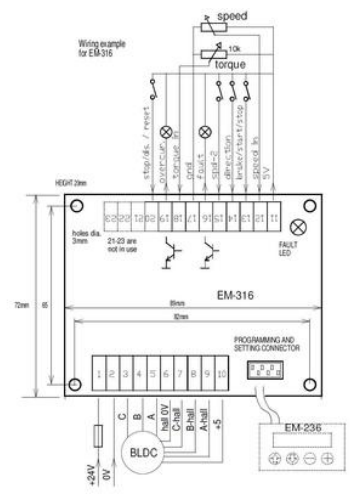 speed
Wiring example
for EM-316
10k
torque
stop/dis. / reset
overcur.
torque in
gnd
fault
spd-2
direction
brake/start/stop
speed in
5V
HEIGHT 20mm
23 22 21 20 19 18 17 16 15 14 13 12 11
holes dia.
3mm
21-23 are
not in use
FAULT
LED
EM-316
72mm
65
89mm
82mm
PROGRAMMING AND
SETTING CONNECTOR
1 2 3 4 5 6 7 8 9 10
C
B
A
hall 0V
C-hall
B-hall
A-hall
+5
BLDC
+24V
0V
EM-236